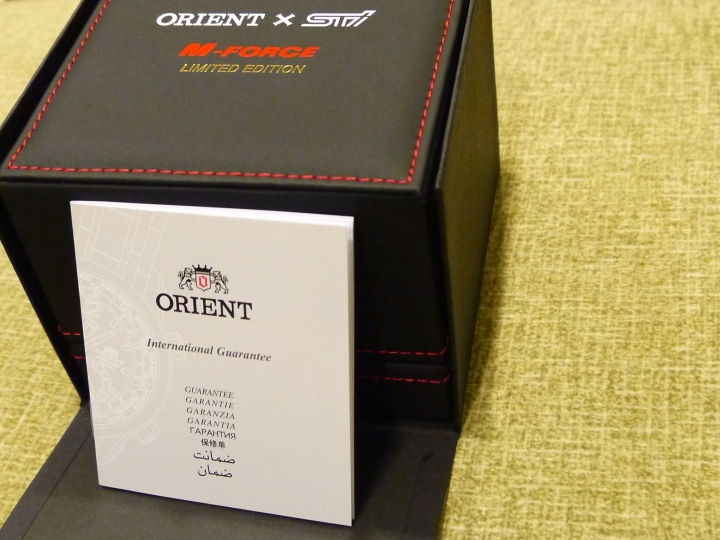 ORIENT × STI
M-FORCE
LIMITED EDITION
ORIENT
International Guarantee
GUARANTEE
GARANTIE
GARANZIA
GARANTIA
ГАРАНТИЯ
保修单
ضمانت
ضمان